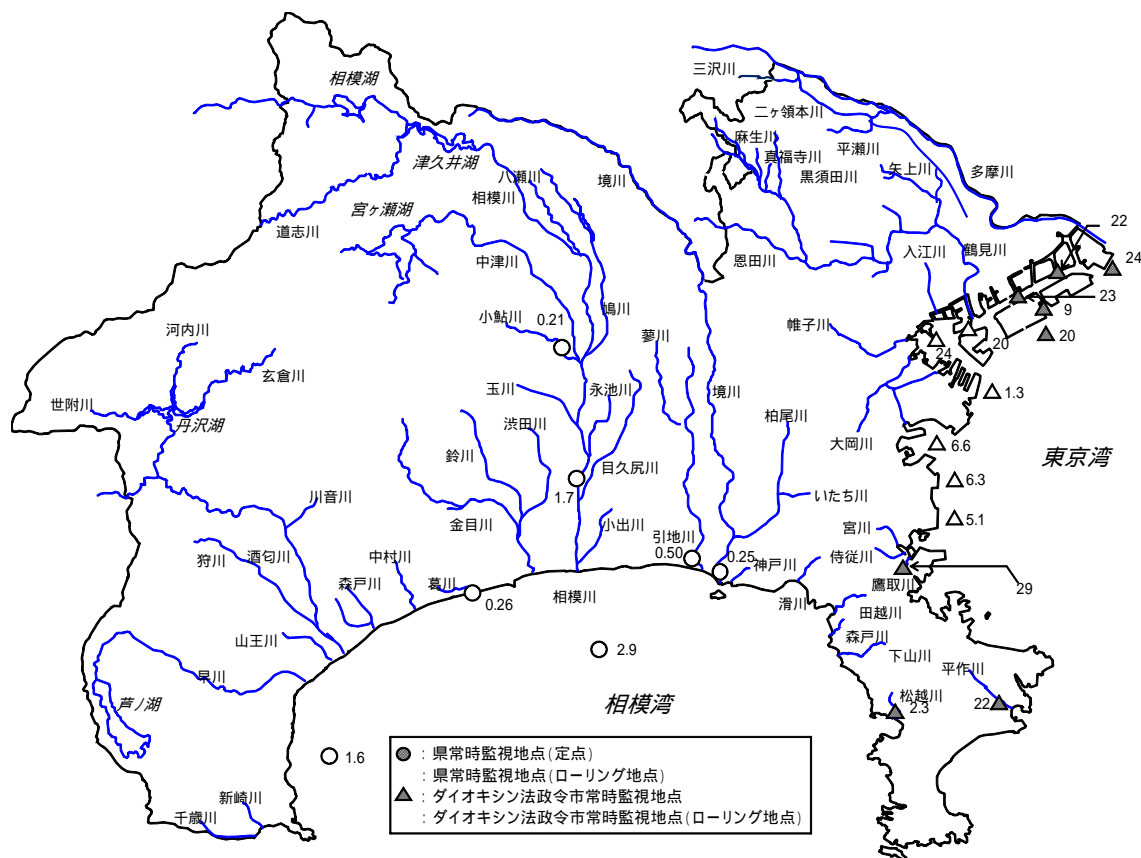 三沢川
相模湖
二ヶ領本川
麻生川
平瀬川
真福寺川
津久井湖
矢上川
多摩川
八瀬川
境川
黒須田川
相模川
宮ヶ瀬湖
22
道志川
入江川
鶴見川
恩田川
24
中津川
23
鳩川
9
小鮎川
0.21
河内川
蓼川
帷子川
20
20
24
玄倉川
玉川
永池川
境川
1.3
世附川
丹沢湖
渋田川
柏尾川
大岡川
6.6
東京湾
鈴川
目久尻川
6.3
川音川
1.7
いたち川
金目川
小出川
5.1
引地川
宮川
狩川
酒匂川
中村川
0.50
0.25
神戸川
侍従川
森戸川
葛川
鷹取川
29
0.26
相模川
滑川
田越川
山王川
森戸川
2.9
下山川
平作川
早川
松越川
芦ノ湖
相模湾
2.3
22
1.6
: 県常時監視地点(定点)
: 県常時監視地点(ローリング地点)
: ダイオキシン法政令市常時監視地点
: ダイオキシン法政令市常時監視地点(ローリング地点)
新崎川
千歳川